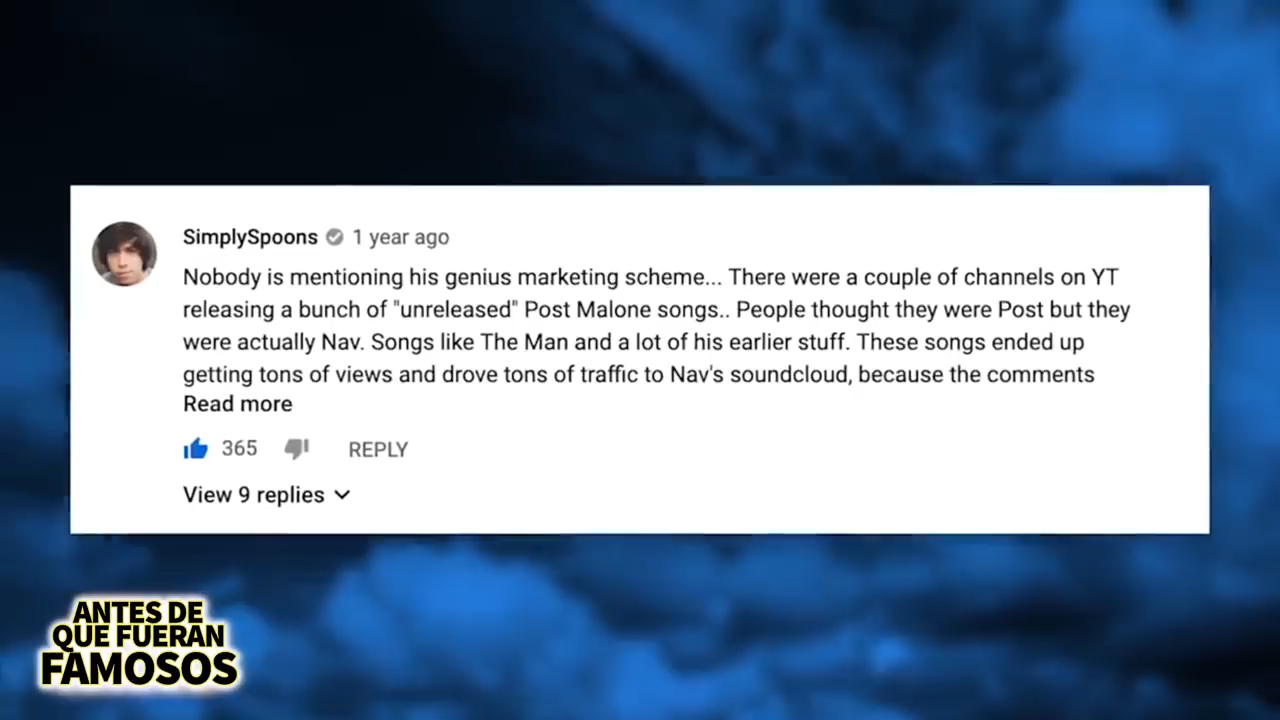 SimplySpoons 1 year ago
Nobody is mentioning his genius marketing scheme... There were a couple of channels on YT
releasing a bunch of "unreleased" Post Malone songs.. People thought they were Post but they
were actually Nav. Songs like The Man and a lot of his earlier stuff. These songs ended up
getting tons of views and drove tons of traffic to Nav's soundcloud, because the comments
Read more
365 REPLY
View 9 replies
ANTES DE
QUE FUERAN
FAMOSOS